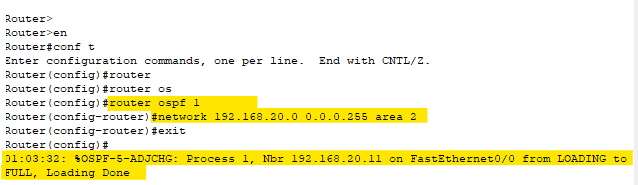 Router>
Router>en
Router#conf t
Enter configuration commands, one per line.  End with CNTL/Z.
Router(config)#router
Router(config)#router os
Router(config)#router ospf 1
Router(config-router)#network 192.168.20.0 0.0.0.255 area 2
Router(config-router)#exit
Router(config)#
01:03:32: %OSPF-5-ADJCHG: Process 1, Nbr 192.168.20.11 on FastEthernet0/0 from LOADING to
FULL, Loading Done